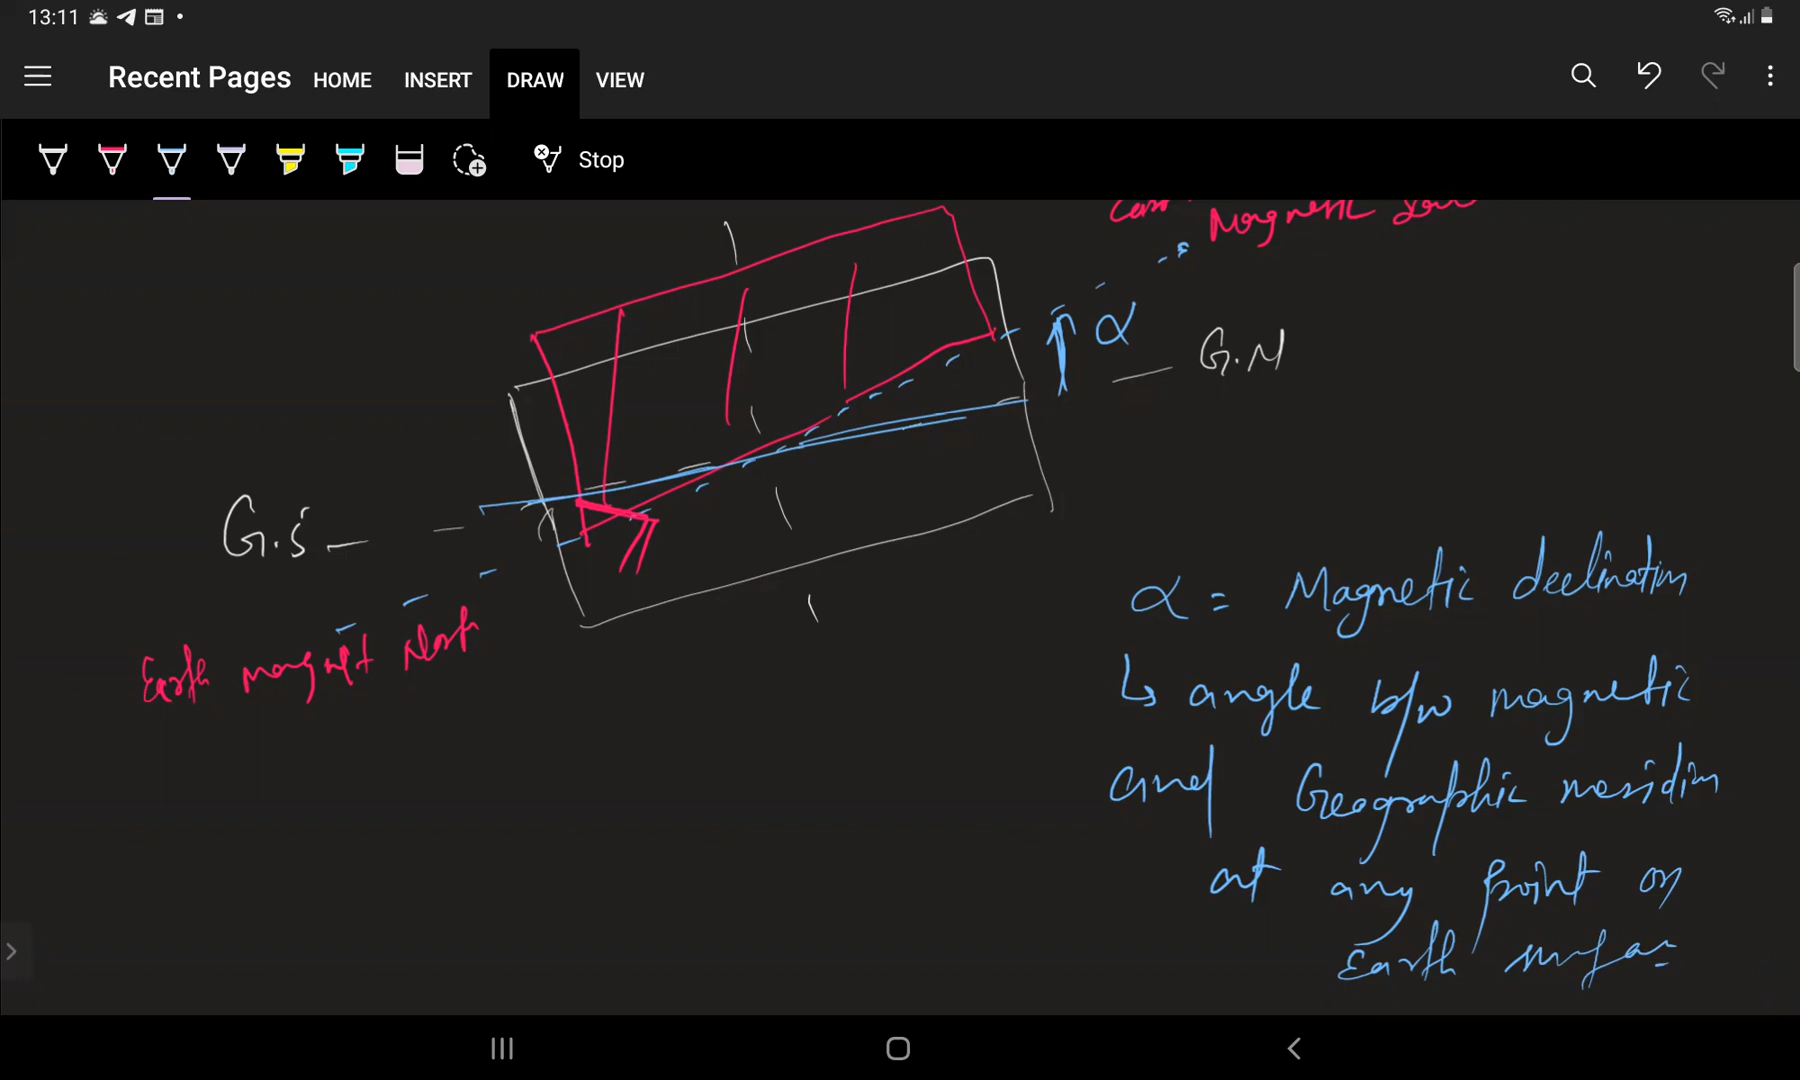 13:11
Recent Pages HOME INSERT DRAW VIEW
Stop
Magnetic
α
G.N
G.S
Earth magnet North
α = Magnetic declination
↳ angle b/w magnetic
and Geographic meridian
at any point on
Earth surface